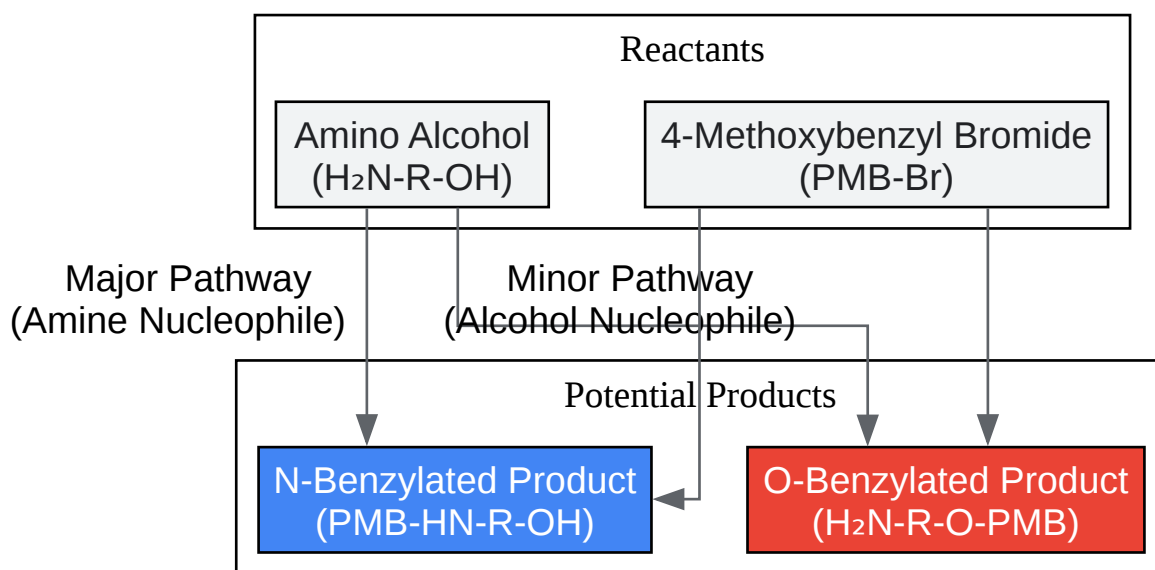 Reactants
Amino Alcohol
(H₂N-R-OH)
4-Methoxybenzyl Bromide
(PMB-Br)
Major Pathway
(Amine Nucleophile)
Minor Pathway
(Alcohol Nucleophile)
Potential Products
N-Benzylated Product
(PMB-HN-R-OH)
O-Benzylated Product
(H₂N-R-O-PMB)